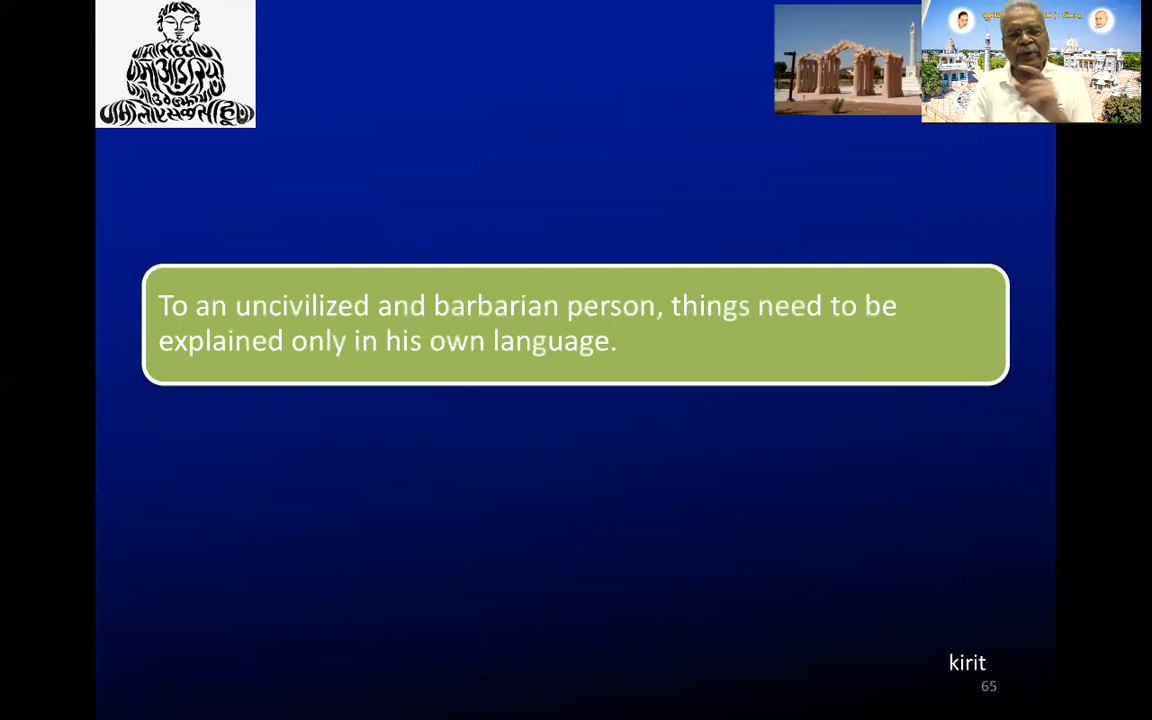 To an uncivilized and barbarian person, things need to be
explained only in his own language.
kirit
65